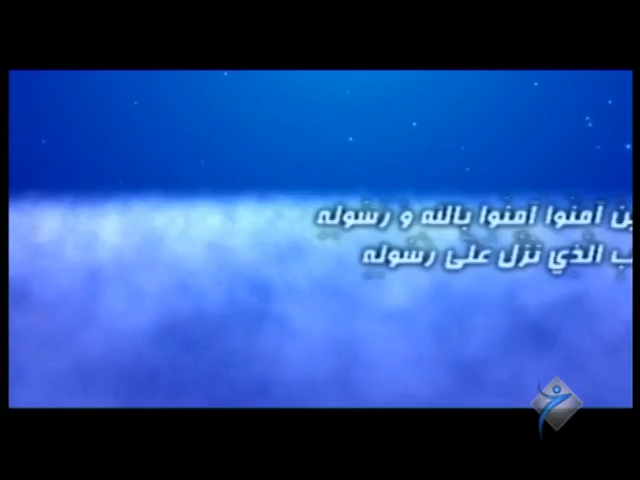 آمنوا آمنوا بالله و رسوله
الذي نزل على رسوله